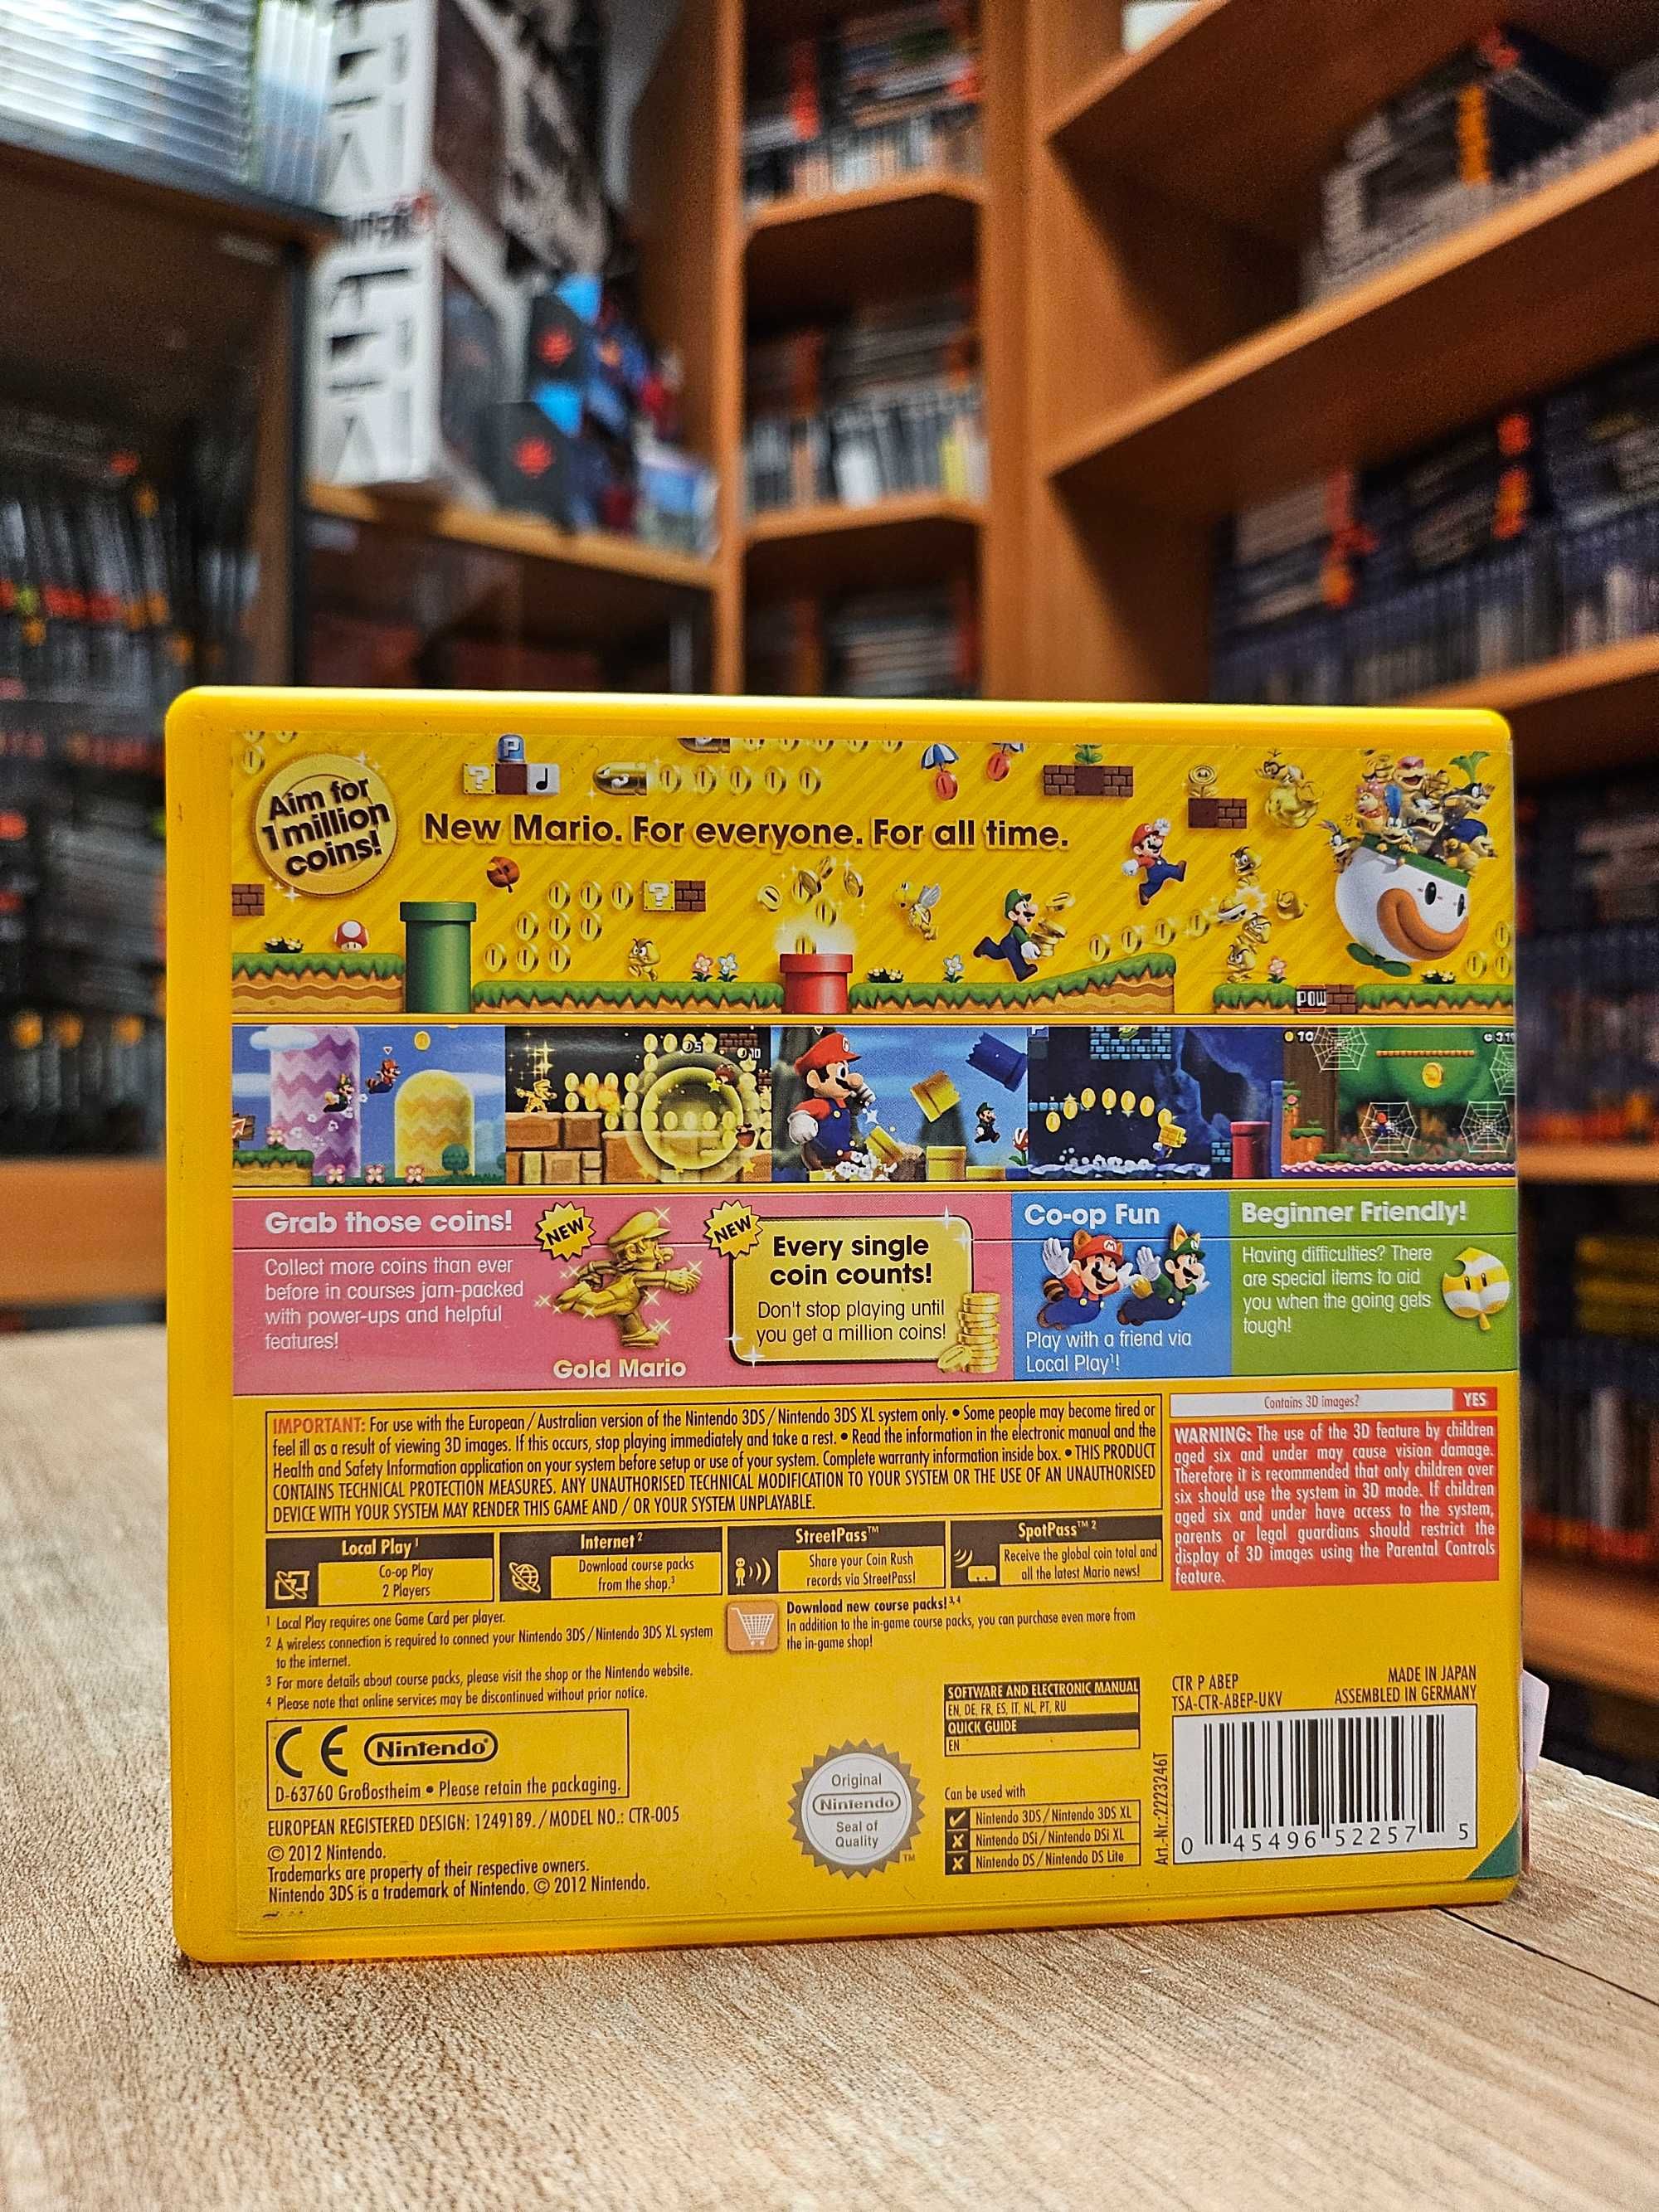 Aim for
1 million
coins!
New Mario. For everyone. For all time.
P
?
?
POW
Grab those coins!
Collect more coins than ever
before in courses jam-packed
with power-ups and helpful
features!
NEW
Gold Mario
NEW
Every single
coin counts!
Don't stop playing until
you get a million coins!
Co-op Fun
Play with a friend via
Local Play¹!
Beginner Friendly!
Having difficulties? There
are special items to aid
you when the going gets
tough!
IMPORTANT: For use with the European / Australian version of the Nintendo 3DS / Nintendo 3DS XL system only. • Some people may become tired or
feel ill as a result of viewing 3D images. If this occurs, stop playing immediately and take a rest. • Read the information in the electronic manual and the
Health and Safety Information application on your system before setup or use of your system. Complete warranty information inside box. • THIS PRODUCT
CONTAINS TECHNICAL PROTECTION MEASURES. ANY UNAUTHORISED TECHNICAL MODIFICATION TO YOUR SYSTEM OR THE USE OF AN UNAUTHORISED
DEVICE WITH YOUR SYSTEM MAY RENDER THIS GAME AND / OR YOUR SYSTEM UNPLAYABLE.
Contains 3D images? YES
WARNING: The use of the 3D feature by children
aged six and under may cause vision damage.
Therefore it is recommended that only children over
six should use the system in 3D mode. If children
aged six and under have access to the system,
parents or legal guardians should restrict the
display of 3D images using the Parental Controls
feature.
Local Play ¹
Co-op Play
2 Players
Internet ²
Download course packs
from the shop.³
StreetPass™
Share your Coin Rush
records via StreetPass!
SpotPass™ ²
Receive the global coin total and
all the latest Mario news!
¹ Local Play requires one Game Card per player.
² A wireless connection is required to connect your Nintendo 3DS / Nintendo 3DS XL system
to the internet.
³ For more details about course packs, please visit the shop or the Nintendo website.
⁴ Please note that online services may be discontinued without prior notice.
Download new course packs!³,⁴
In addition to the in-game course packs, you can purchase even more from
the in-game shop!
CE Nintendo
D-63760 Großostheim • Please retain the packaging.
EUROPEAN REGISTERED DESIGN: 1249189. / MODEL NO.: CTR-005
© 2012 Nintendo.
Trademarks are property of their respective owners.
Nintendo 3DS is a trademark of Nintendo. © 2012 Nintendo.
Original
Nintendo
Seal of
Quality
TM
SOFTWARE AND ELECTRONIC MANUAL
EN, DE, FR, ES, IT, NL, PT, RU
QUICK GUIDE
EN
Can be used with
Nintendo 3DS / Nintendo 3DS XL
Nintendo DSi / Nintendo DSi XL
Nintendo DS / Nintendo DS Lite
CTR P ABEP
TSA-CTR-ABEP-UKV
MADE IN JAPAN
ASSEMBLED IN GERMANY
Art.-Nr.:2223246T
0 45496 52257 5